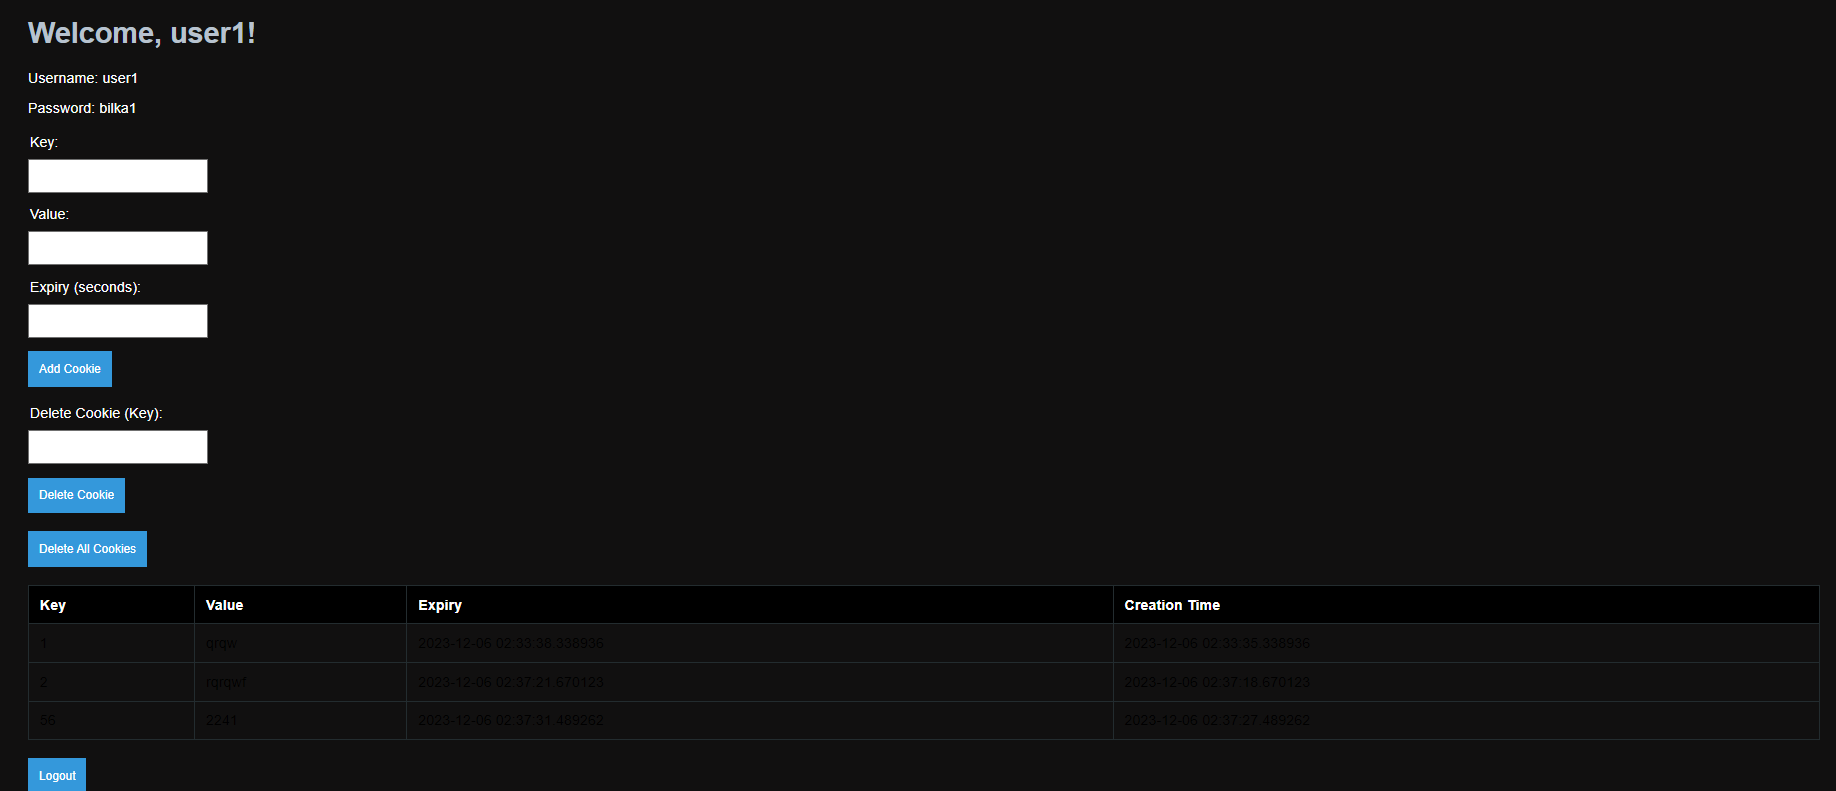 Welcome, user1!
Username: user1
Password: bilka1
Key:
Value:
Expiry (seconds):
Add Cookie
Delete Cookie (Key):
Delete Cookie
Delete All Cookies
Key Value Expiry Creation Time
1 qrqw 2023-12-06 02:33:38.338936 2023-12-06 02:33:35.338936
2 rqrqwf 2023-12-06 02:37:21.670123 2023-12-06 02:37:18.670123
56 2241 2023-12-06 02:37:31.489262 2023-12-06 02:37:27.489262
Logout